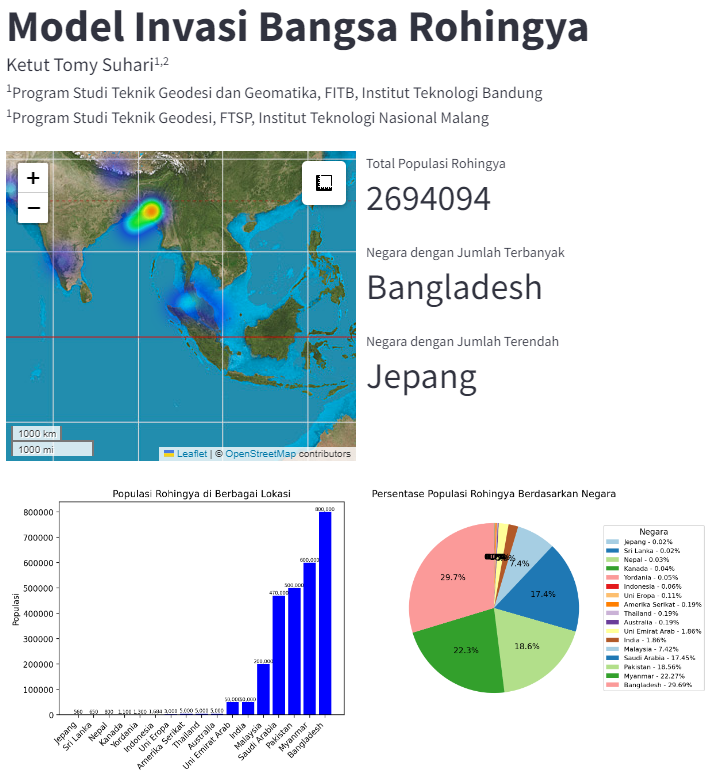 Model Invasi Bangsa Rohingya
Ketut Tomy Suhari1,2
1Program Studi Teknik Geodesi dan Geomatika, FITB, Institut Teknologi Bandung
1Program Studi Teknik Geodesi, FTSP, Institut Teknologi Nasional Malang
+
−
1000 km
1000 mi
Leaflet | © OpenStreetMap contributors
Total Populasi Rohingya
2694094
Negara dengan Jumlah Terbanyak
Bangladesh
Negara dengan Jumlah Terendah
Jepang
Populasi Rohingya di Berbagai Lokasi
Populasi
800000
700000
600000
500000
400000
300000
200000
100000
0
560
650
800
1,100
1,300
1,684
3,000
5,000
5,000
5,000
50,000
50,000
200,000
470,000
500,000
600,000
800,000
Jepang
Sri Lanka
Nepal
Kanada
Yordania
Indonesia
Uni Eropa
Amerika Serikat
Thailand
Australia
Uni Emirat Arab
India
Malaysia
Saudi Arabia
Pakistan
Myanmar
Bangladesh
Persentase Populasi Rohingya Berdasarkan Negara
7.4%
17.4%
18.6%
22.3%
29.7%
Negara
Jepang - 0.02%
Sri Lanka - 0.02%
Nepal - 0.03%
Kanada - 0.04%
Yordania - 0.05%
Indonesia - 0.06%
Uni Eropa - 0.11%
Amerika Serikat - 0.19%
Thailand - 0.19%
Australia - 0.19%
Uni Emirat Arab - 1.86%
India - 1.86%
Malaysia - 7.42%
Saudi Arabia - 17.45%
Pakistan - 18.56%
Myanmar - 22.27%
Bangladesh - 29.69%